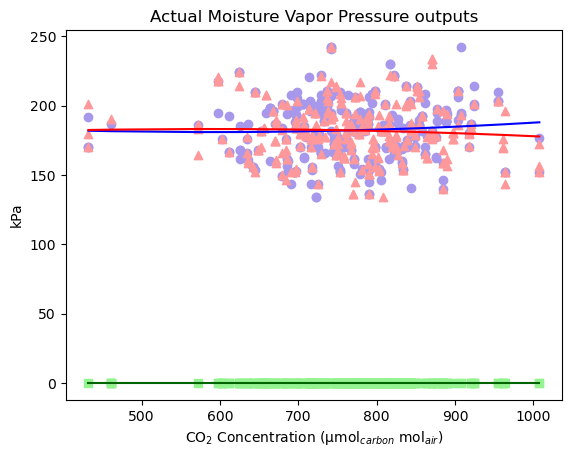 Actual Moisture Vapor Pressure outputs
250
200
150
100
50
0
kPa
500 600 700 800 900 1000
CO₂ Concentration (μmol_carbon mol_air)